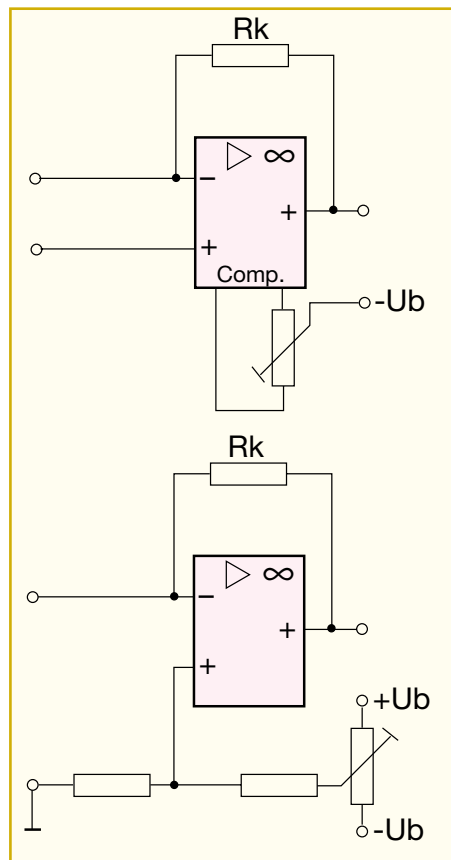 Rk
▷ ∞
−
+
+
Comp.
-Ub
Rk
▷ ∞
−
+
+
+Ub
-Ub